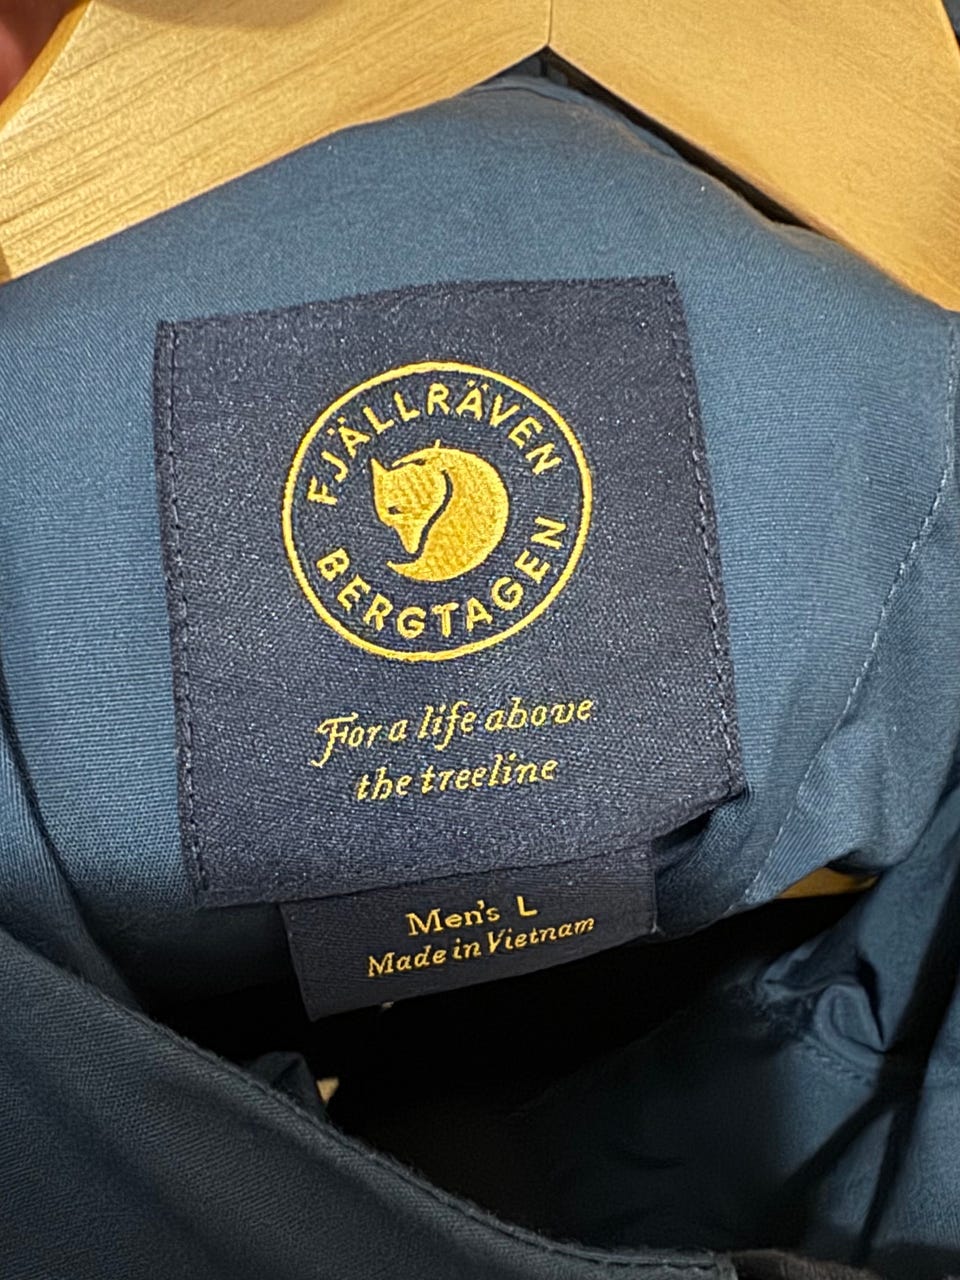 FJÄLLRÄVEN
BERGTAGEN
For a life above
the treeline
Men's L
Made in Vietnam